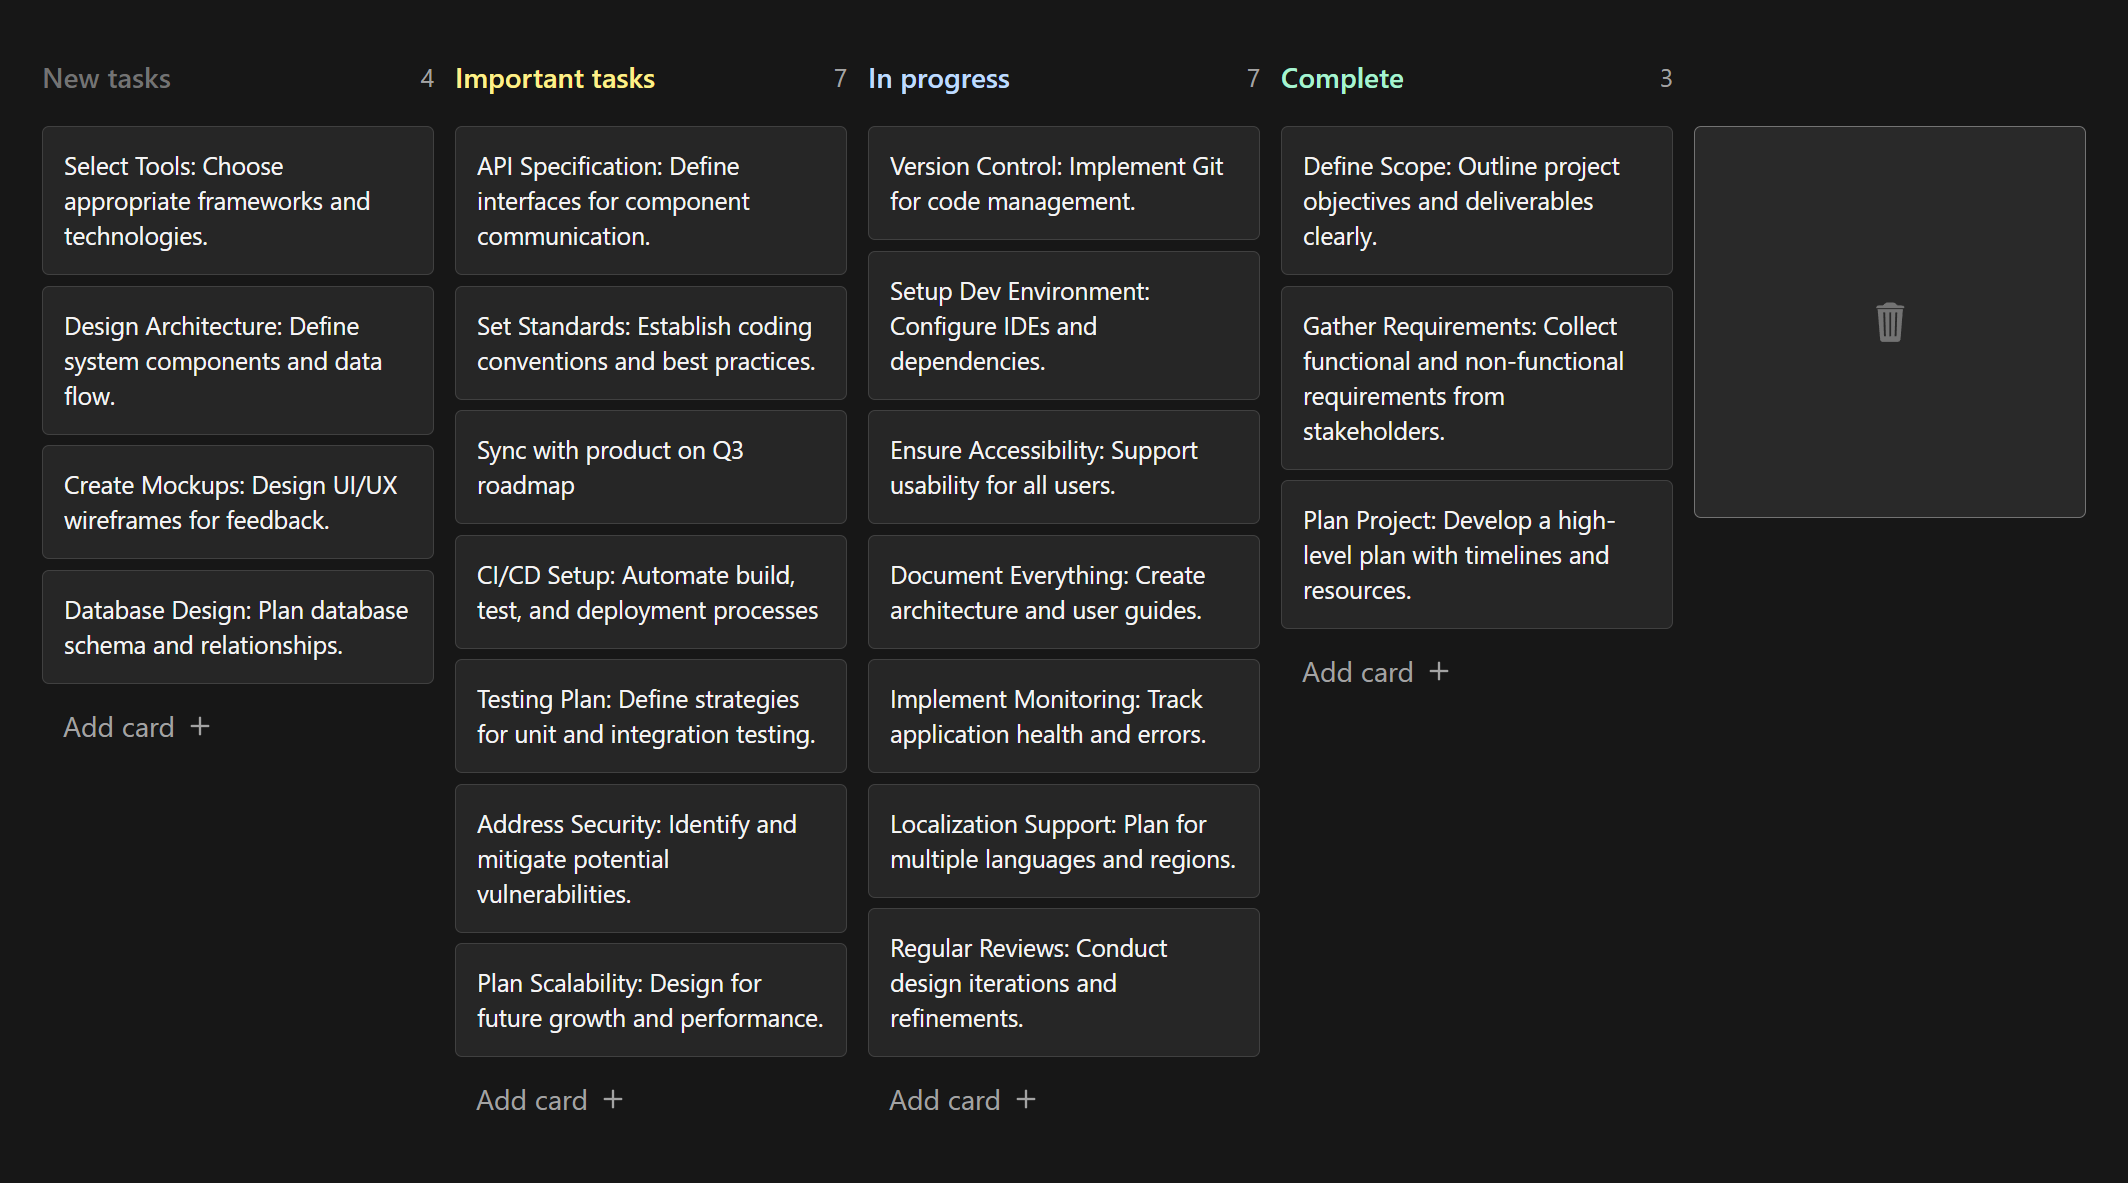 New tasks 4
Select Tools: Choose
appropriate frameworks and
technologies.
Design Architecture: Define
system components and data
flow.
Create Mockups: Design UI/UX
wireframes for feedback.
Database Design: Plan database
schema and relationships.
Add card +
Important tasks 7
API Specification: Define
interfaces for component
communication.
Set Standards: Establish coding
conventions and best practices.
Sync with product on Q3
roadmap
CI/CD Setup: Automate build,
test, and deployment processes
Testing Plan: Define strategies
for unit and integration testing.
Address Security: Identify and
mitigate potential
vulnerabilities.
Plan Scalability: Design for
future growth and performance.
Add card +
In progress 7
Version Control: Implement Git
for code management.
Setup Dev Environment:
Configure IDEs and
dependencies.
Ensure Accessibility: Support
usability for all users.
Document Everything: Create
architecture and user guides.
Implement Monitoring: Track
application health and errors.
Localization Support: Plan for
multiple languages and regions.
Regular Reviews: Conduct
design iterations and
refinements.
Add card +
Complete 3
Define Scope: Outline project
objectives and deliverables
clearly.
Gather Requirements: Collect
functional and non-functional
requirements from
stakeholders.
Plan Project: Develop a high-
level plan with timelines and
resources.
Add card +